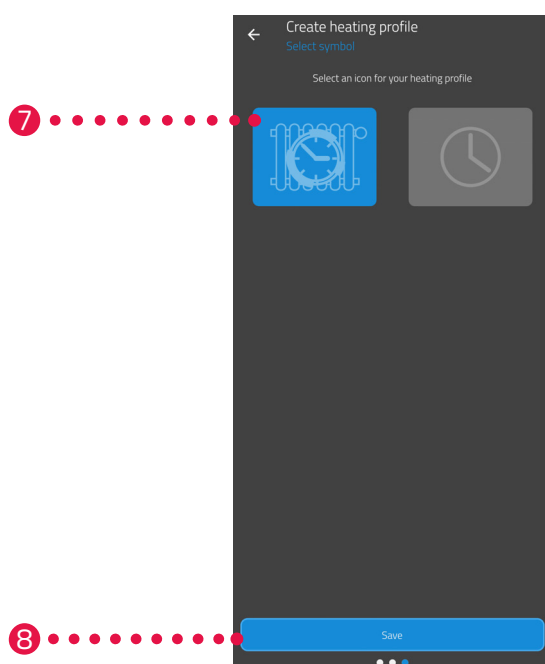 Create heating profile
Select symbol
Select an icon for your heating profile
7
8
Save